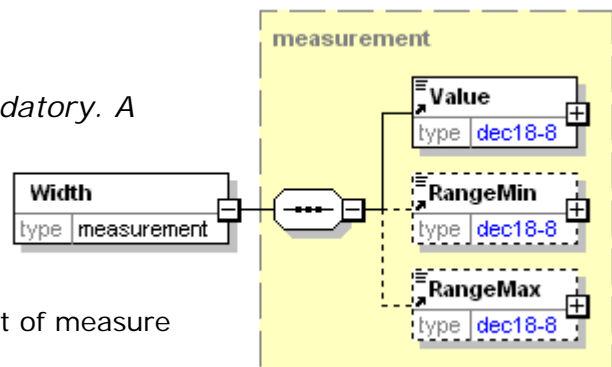 measurement
datory. A
Value
type dec18-8
Width
type measurement
RangeMin
type dec18-8
RangeMax
type dec18-8
t of measure